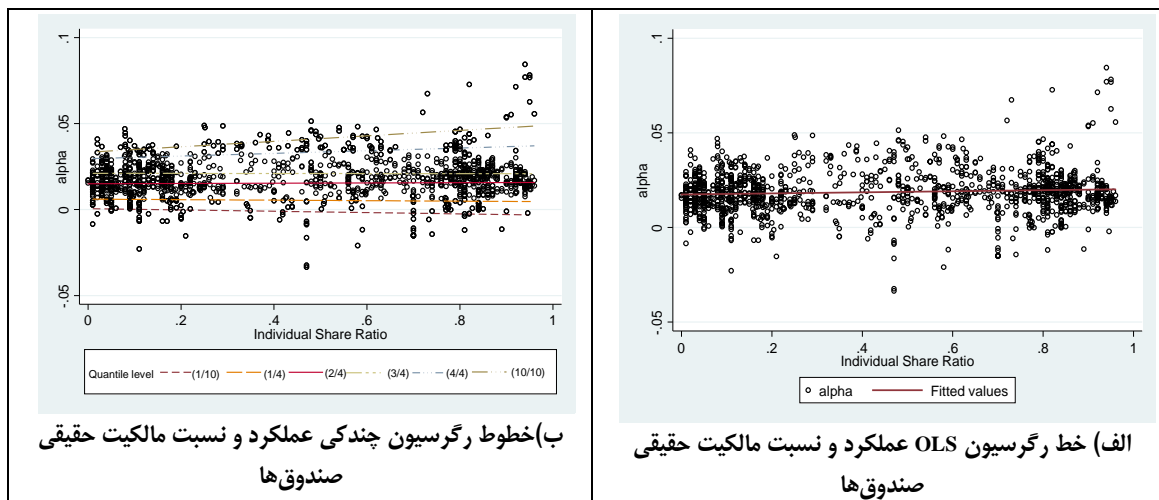 .1
.05
0
-.05
alpha
0
.2
.4
.6
.8
1
Individual Share Ratio
alpha
Fitted values
الف) خط رگرسیون OLS عملکرد و نسبت مالکیت حقیقی
صندوق‌ها
.1
.05
0
-.05
alpha
0
.2
.4
.6
.8
1
Individual Share Ratio
Quantile level (1/10) (1/4) (2/4) (3/4) (4/4) (10/10)
ب)خطوط رگرسیون چندکی عملکرد و نسبت مالکیت حقیقی
صندوق‌ها